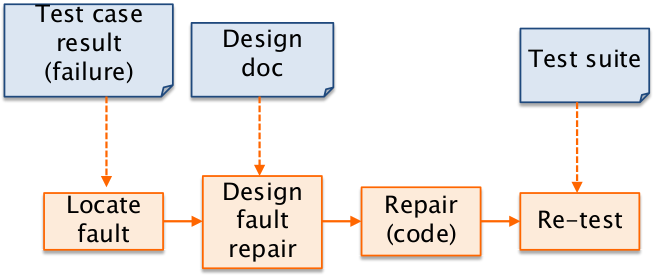 Test case
result
(failure)
Design
doc
Test suite
Locate
fault
Design
fault
repair
Repair
(code)
Re-test